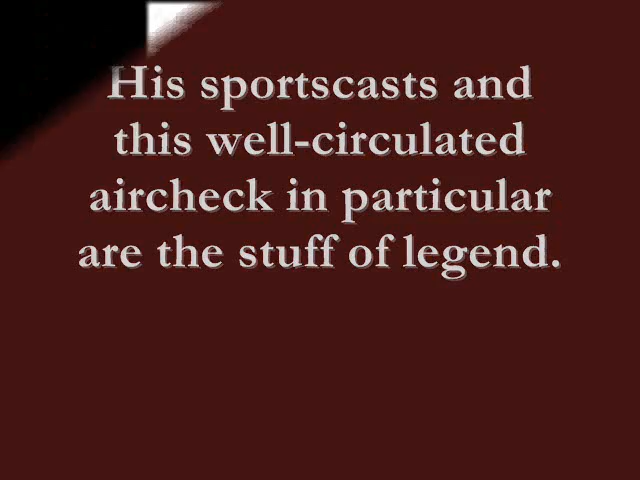 His sportscasts and
this well-circulated
aircheck in particular
are the stuff of legend.